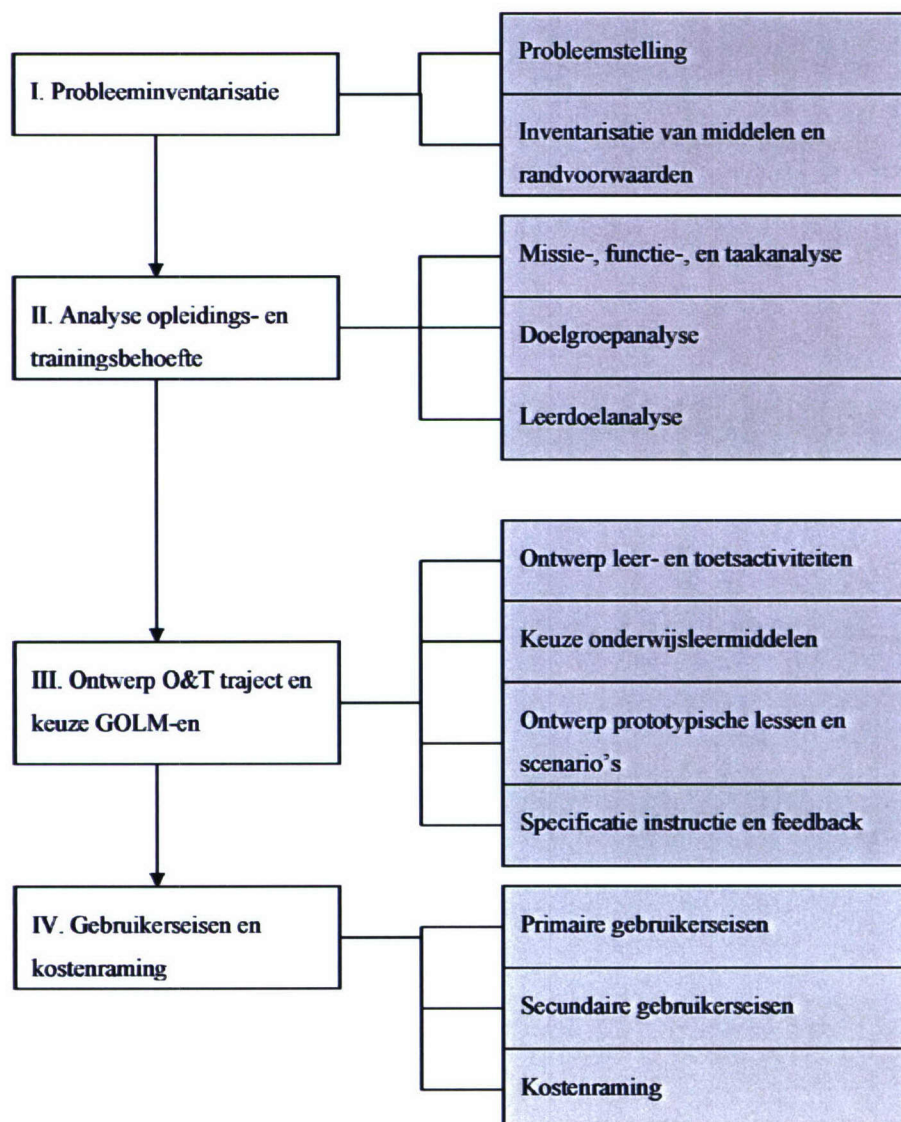 I. Probleeminventarisatie
Probleemstelling
Inventarisatie van middelen en
randvoorwaarden
II. Analyse opleidings- en
trainingsbehoefte
Missie-, functie-, en taakanalyse
Doelgroepanalyse
Leerdoelanalyse
III. Ontwerp O&T traject en
keuze GOLM-en
Ontwerp leer- en toetsactiviteiten
Keuze onderwijsleermiddelen
Ontwerp prototypische lessen en
scenario's
Specificatie instructie en feedback
IV. Gebruikerseisen en
kostenraming
Primaire gebruikerseisen
Secundaire gebruikerseisen
Kostenraming